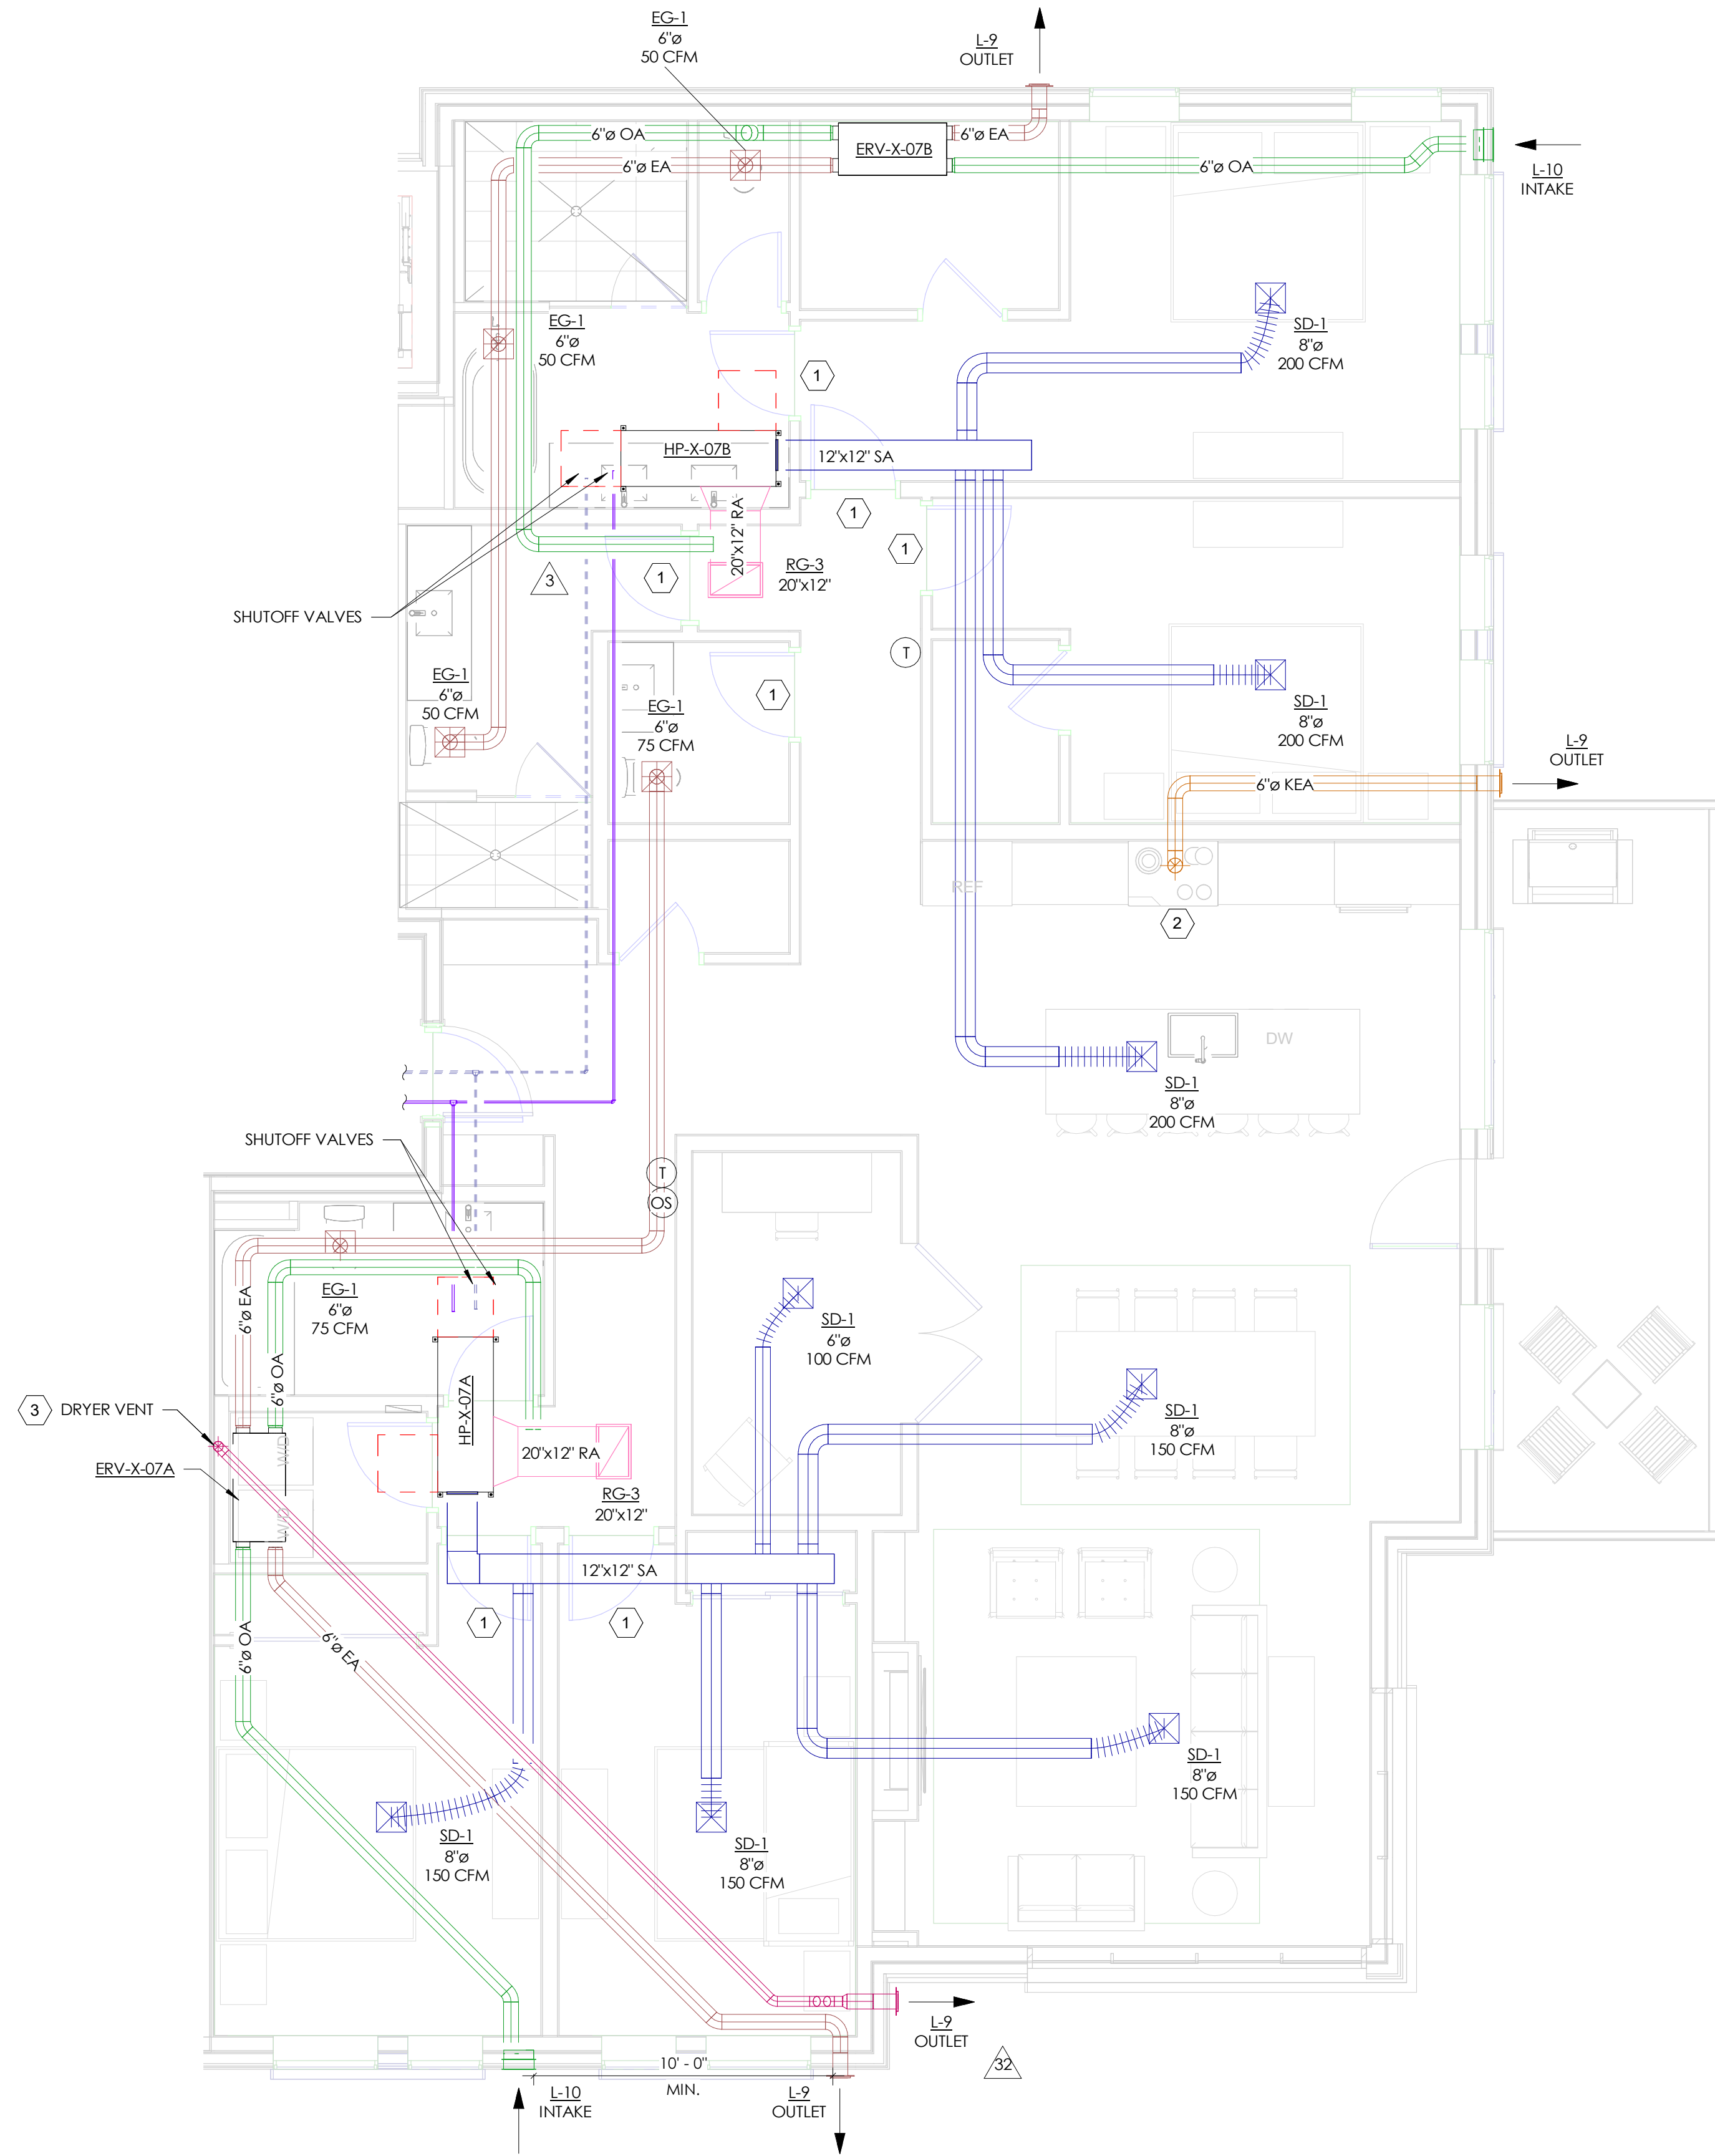 EG-1
6"ø
50 CFM
L-9
OUTLET
6"ø OA
6"ø EA
ERV-X-07B
6"ø EA
6"ø OA
L-10
INTAKE
EG-1
6"ø
50 CFM
SD-1
8"ø
200 CFM
1
HP-X-07B
12"x12" SA
1
1
20"x12" RA
RG-3
20"x12"
3
1
SHUTOFF VALVES
T
EG-1
6"ø
50 CFM
1
EG-1
6"ø
75 CFM
SD-1
8"ø
200 CFM
L-9
OUTLET
6"ø KEA
REF
2
DW
SD-1
8"ø
200 CFM
SHUTOFF VALVES
T
OS
EG-1
6"ø
75 CFM
6"ø EA
6"ø OA
SD-1
6"ø
100 CFM
HP-X-07A
3
DRYER VENT
SD-1
8"ø
150 CFM
W/D
20"x12" RA
ERV-X-07A
RG-3
20"x12"
W/D
12"x12" SA
1
1
6"ø OA
6"ø EA
SD-1
8"ø
150 CFM
SD-1
8"ø
150 CFM
SD-1
8"ø
150 CFM
L-9
OUTLET
32
10' - 0"
MIN.
L-10
INTAKE
L-9
OUTLET